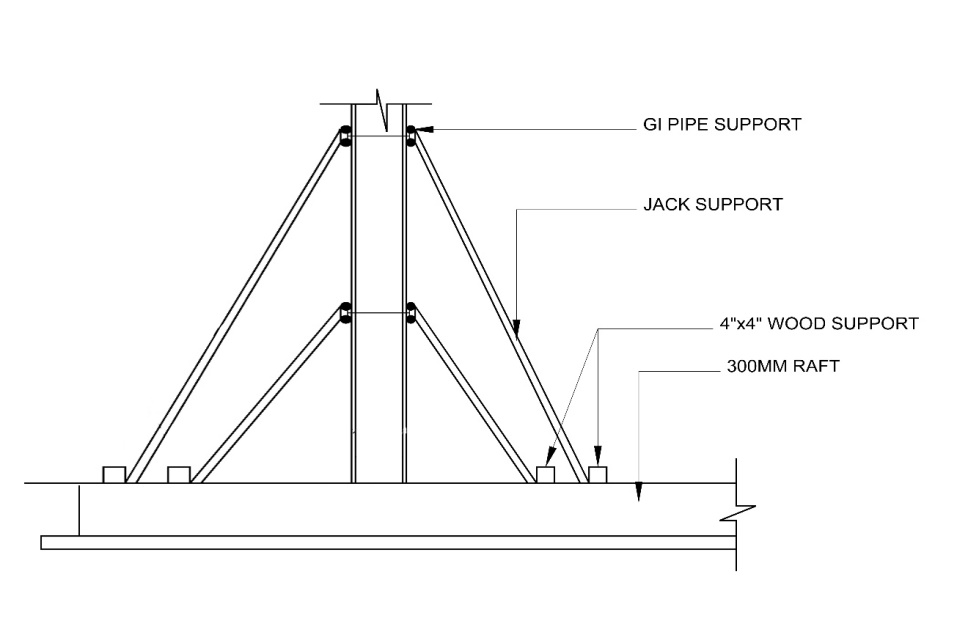 GI PIPE SUPPORT
JACK SUPPORT
4"x4" WOOD SUPPORT
300MM RAFT